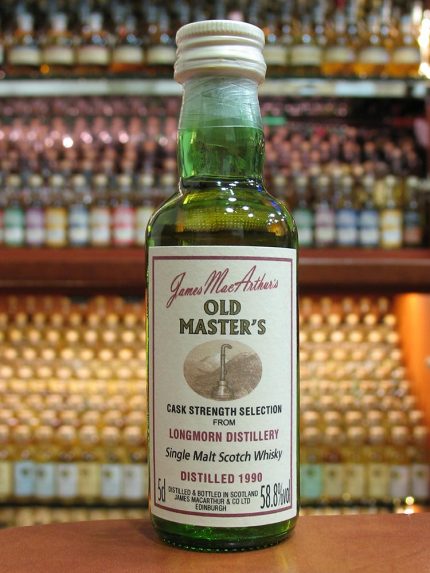 James MacArthur's
OLD
MASTER'S
CASK STRENGTH SELECTION
FROM
LONGMORN DISTILLERY
Single Malt Scotch Whisky
DISTILLED 1990
5cl DISTILLED & BOTTLED IN SCOTLAND 58.8%vol
JAMES MACARTHUR & CO LTD
EDINBURGH